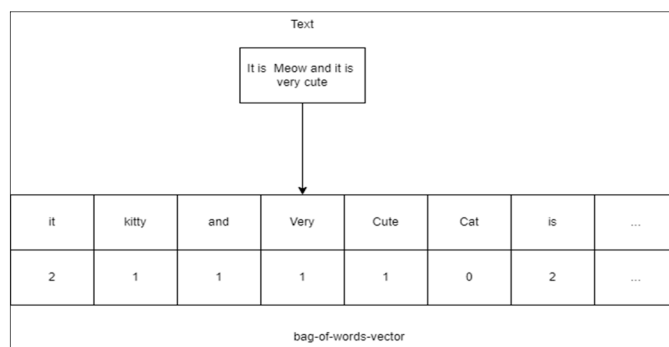 Text
It is Meow and it is
very cute
it kitty and Very Cute Cat is ...
2 1 1 1 1 0 2 ...
bag-of-words-vector